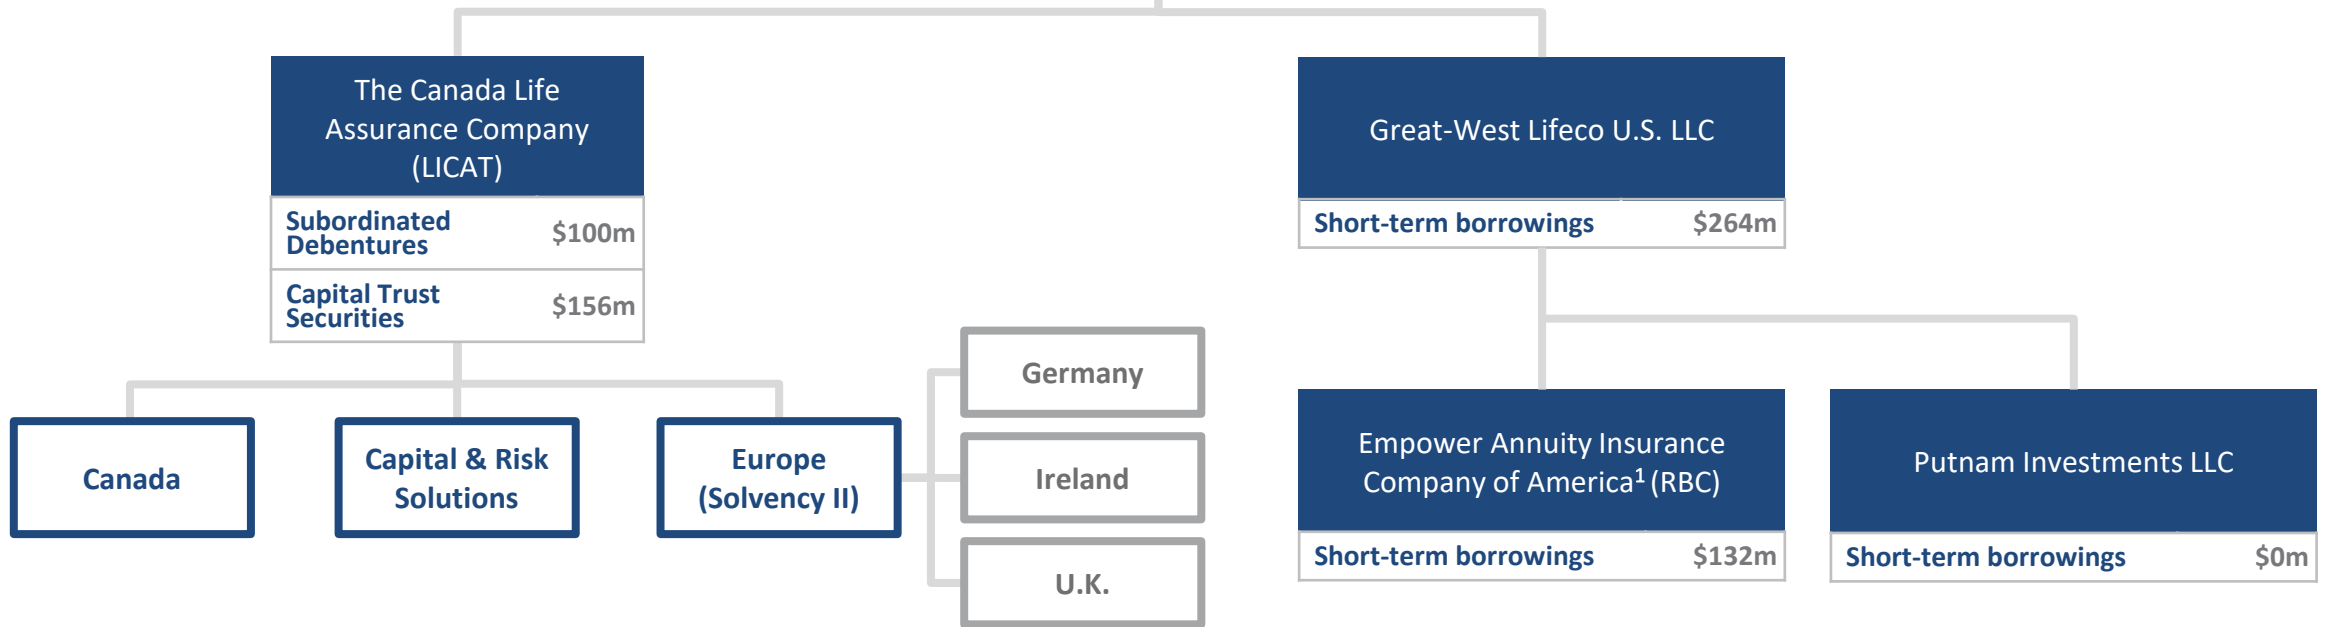 The Canada Life
Assurance Company
(LICAT)
Subordinated
Debentures
$100m
Capital Trust
Securities
$156m
Canada
Capital & Risk
Solutions
Europe
(Solvency II)
Germany
Ireland
U.K.
Great-West Lifeco U.S. LLC
Short-term borrowings $264m
Empower Annuity Insurance
Company of America¹ (RBC)
Short-term borrowings $132m
Putnam Investments LLC
Short-term borrowings $0m